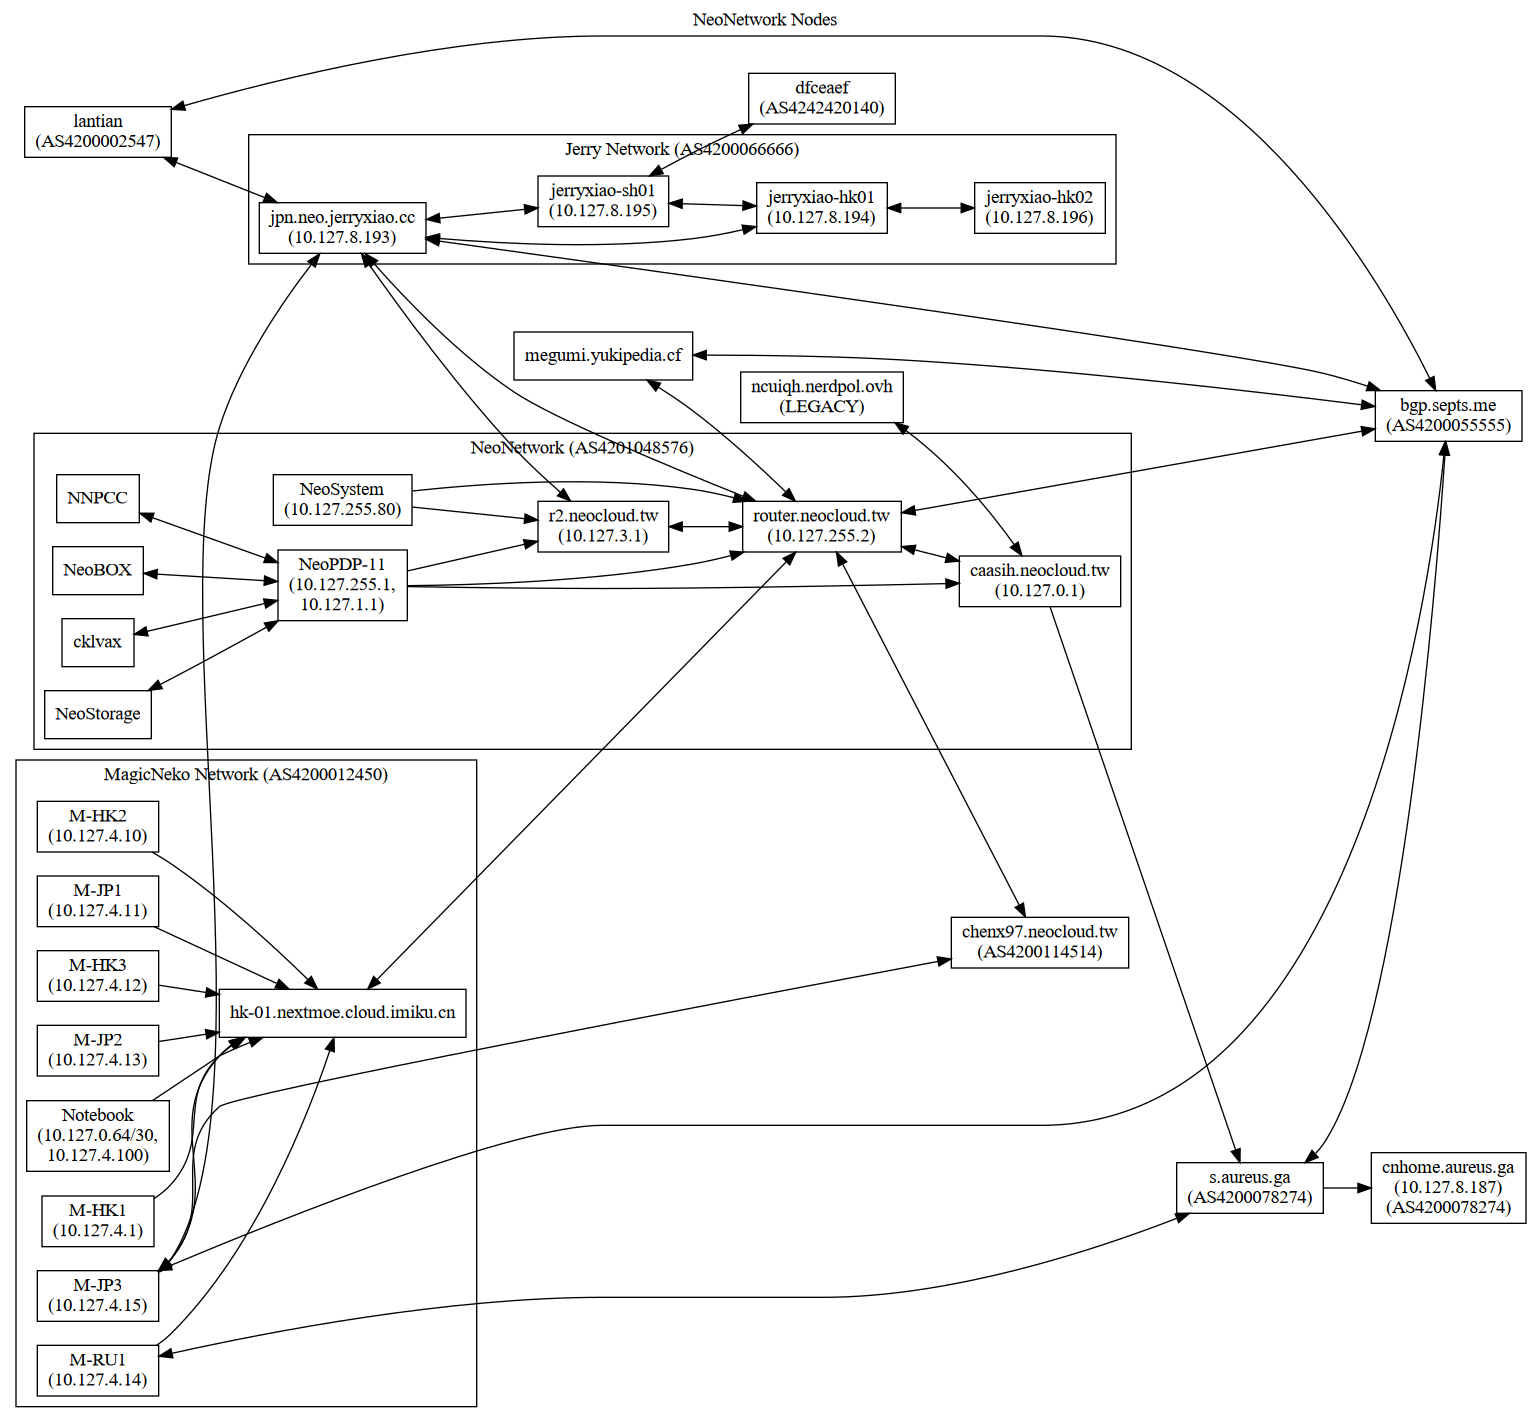 NeoNetwork Nodes
dfceaef
(AS4242420140)
lantian
(AS4200002547)
Jerry Network (AS4200066666)
jpn.neo.jerryxiao.cc
(10.127.8.193)
jerryxiao-sh01
(10.127.8.195)
jerryxiao-hk01
(10.127.8.194)
jerryxiao-hk02
(10.127.8.196)
megumi.yukipedia.cf
ncuiqh.nerdpol.ovh
(LEGACY)
bgp.septs.me
(AS4200055555)
NeoNetwork (AS4201048576)
NNPCC
NeoSystem
(10.127.255.80)
r2.neocloud.tw
(10.127.3.1)
router.neocloud.tw
(10.127.255.2)
NeoBOX
NeoPDP-11
(10.127.255.1,
10.127.1.1)
caasih.neocloud.tw
(10.127.0.1)
cklvax
NeoStorage
MagicNeko Network (AS4200012450)
M-HK2
(10.127.4.10)
M-JP1
(10.127.4.11)
M-HK3
(10.127.4.12)
hk-01.nextmoe.cloud.imiku.cn
M-JP2
(10.127.4.13)
Notebook
(10.127.0.64/30,
10.127.4.100)
M-HK1
(10.127.4.1)
M-JP3
(10.127.4.15)
M-RU1
(10.127.4.14)
chenx97.neocloud.tw
(AS4200114514)
s.aureus.ga
(AS4200078274)
cnhome.aureus.ga
(10.127.8.187)
(AS4200078274)